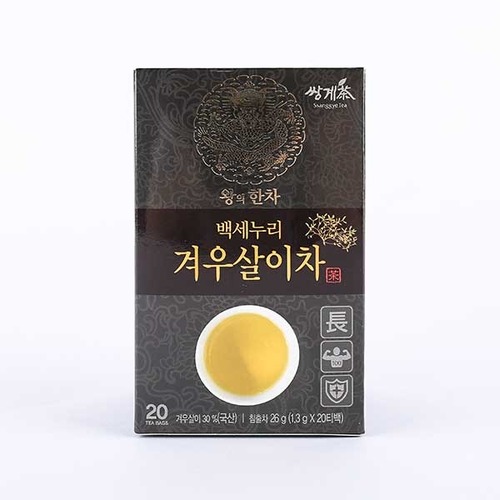 쌍계茶
Ssanggye Tea
왕의 한차
백세누리
겨우살이차
茶
長
100
20
TEA BAGS
겨우살이 30 %(국산) | 침출차 26 g (1.3 g X 20티백)